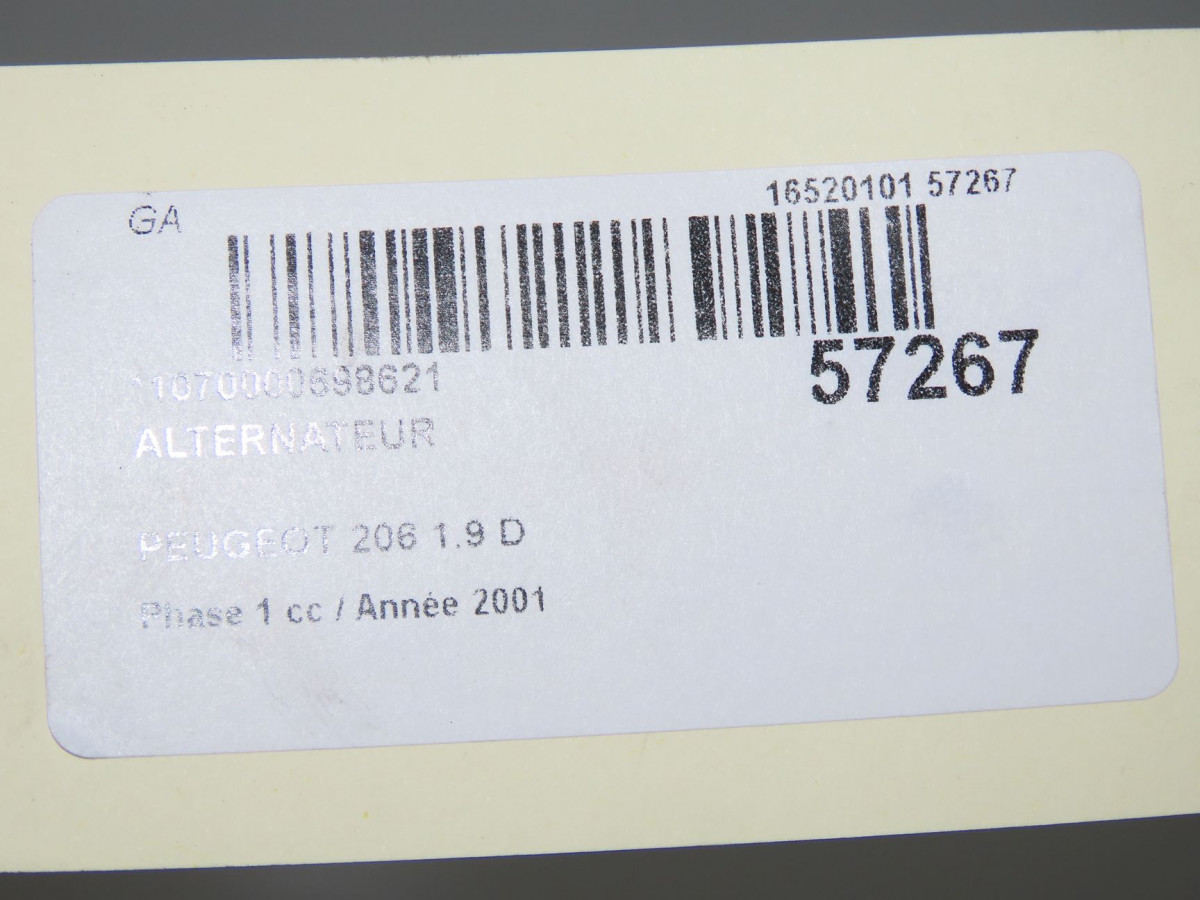 GA
16520101 57267
57267
11070000698621
ALTERNATEUR
PEUGEOT 206 1.9 D
Phase 1 cc / Année 2001